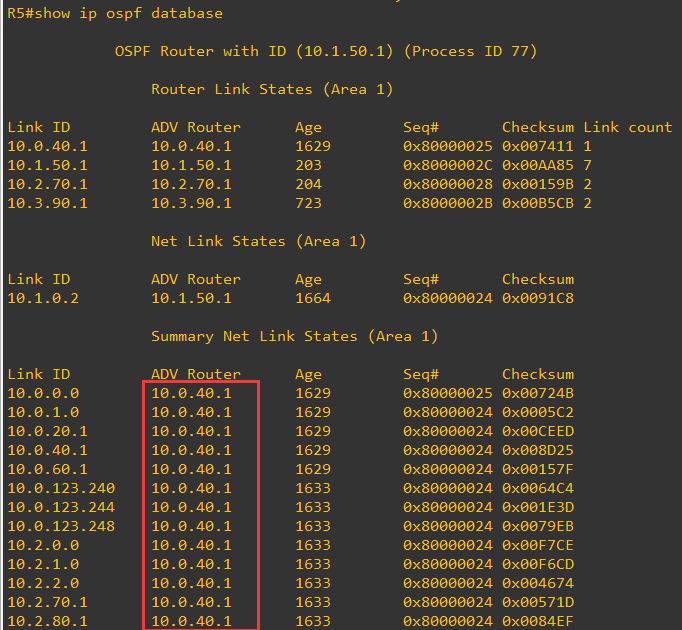 R5#show ip ospf database
OSPF Router with ID (10.1.50.1) (Process ID 77)
Router Link States (Area 1)
Link ID ADV Router Age Seq# Checksum Link count
10.0.40.1 10.0.40.1 1629 0x80000025 0x007411 1
10.1.50.1 10.1.50.1 203 0x8000002C 0x00AA85 7
10.2.70.1 10.2.70.1 204 0x80000028 0x00159B 2
10.3.90.1 10.3.90.1 723 0x8000002B 0x00B5CB 2
Net Link States (Area 1)
Link ID ADV Router Age Seq# Checksum
10.1.0.2 10.1.50.1 1664 0x80000024 0x0091C8
Summary Net Link States (Area 1)
Link ID ADV Router Age Seq# Checksum
10.0.0.0 10.0.40.1 1629 0x80000025 0x00724B
10.0.1.0 10.0.40.1 1629 0x80000024 0x0005C2
10.0.20.1 10.0.40.1 1629 0x80000024 0x00CEED
10.0.40.1 10.0.40.1 1629 0x80000024 0x008D25
10.0.60.1 10.0.40.1 1629 0x80000024 0x00157F
10.0.123.240 10.0.40.1 1633 0x80000024 0x0064C4
10.0.123.244 10.0.40.1 1633 0x80000024 0x001E3D
10.0.123.248 10.0.40.1 1633 0x80000024 0x0079EB
10.2.0.0 10.0.40.1 1633 0x80000024 0x00F7CE
10.2.1.0 10.0.40.1 1633 0x80000024 0x00F6CD
10.2.2.0 10.0.40.1 1633 0x80000024 0x004674
10.2.70.1 10.0.40.1 1633 0x80000024 0x00571D
10.2.80.1 10.0.40.1 1633 0x80000024 0x0084EF